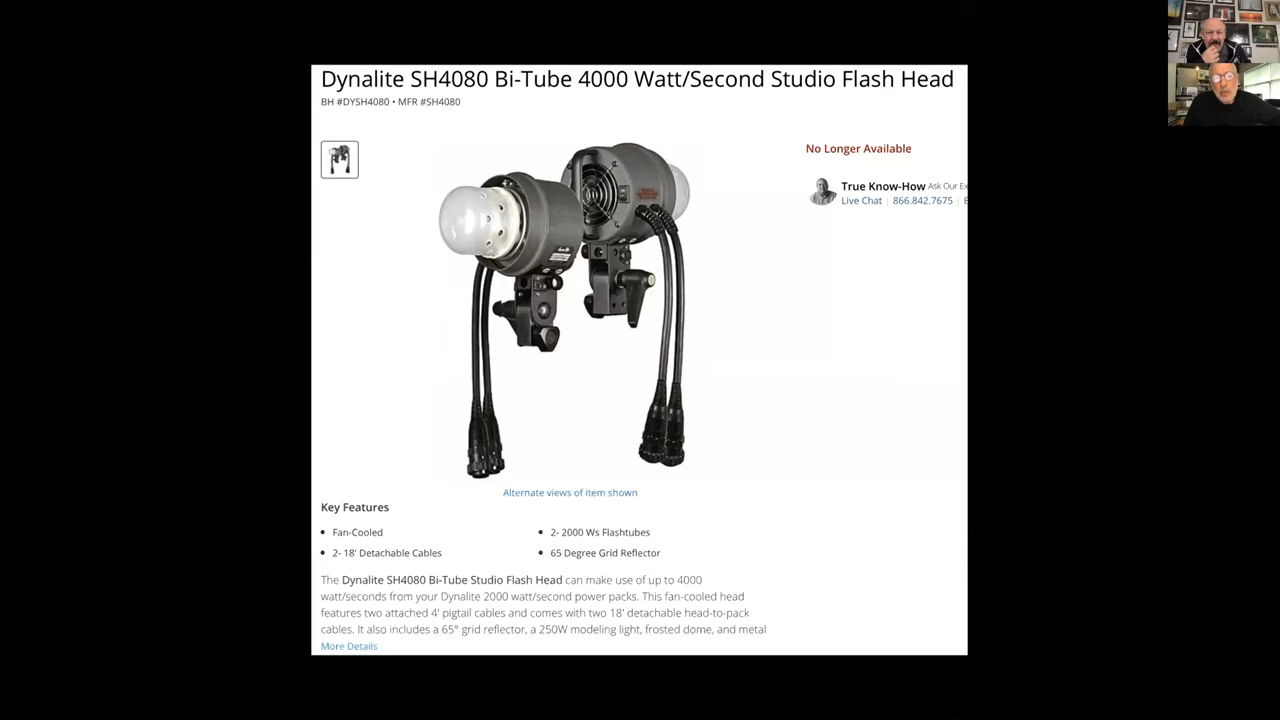 Dynalite SH4080 Bi-Tube 4000 Watt/Second Studio Flash Head
BH #DYSH4080 • MFR #SH4080
No Longer Available
True Know-How Ask Our
Live Chat | 866.842.7675 |
Alternate views of item shown
Key Features
• Fan-Cooled
• 2- 2000 Ws Flashtubes
• 2- 18' Detachable Cables
• 65 Degree Grid Reflector
The Dynalite SH4080 Bi-Tube Studio Flash Head can make use of up to 4000
watt/seconds from your Dynalite 2000 watt/second power packs. This fan-cooled head
features two attached 4' pigtail cables and comes with two 18' detachable head-to-pack
cables. It also includes a 65° grid reflector, a 250W modeling light, frosted dome, and metal
More Details